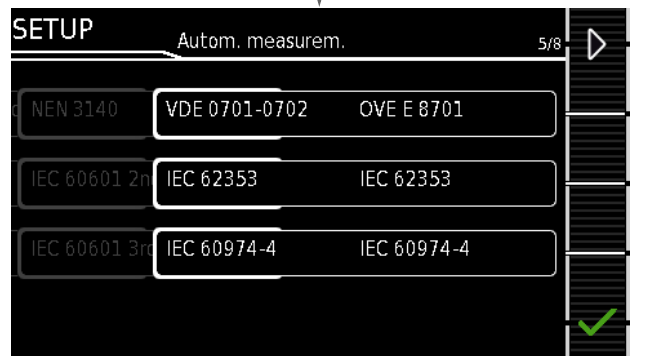 SETUP Autom. measurem. 5/8
NEN 3140 VDE 0701-0702 OVE E 8701
IEC 60601 2n IEC 62353 IEC 62353
IEC 60601 3rd IEC 60974-4 IEC 60974-4